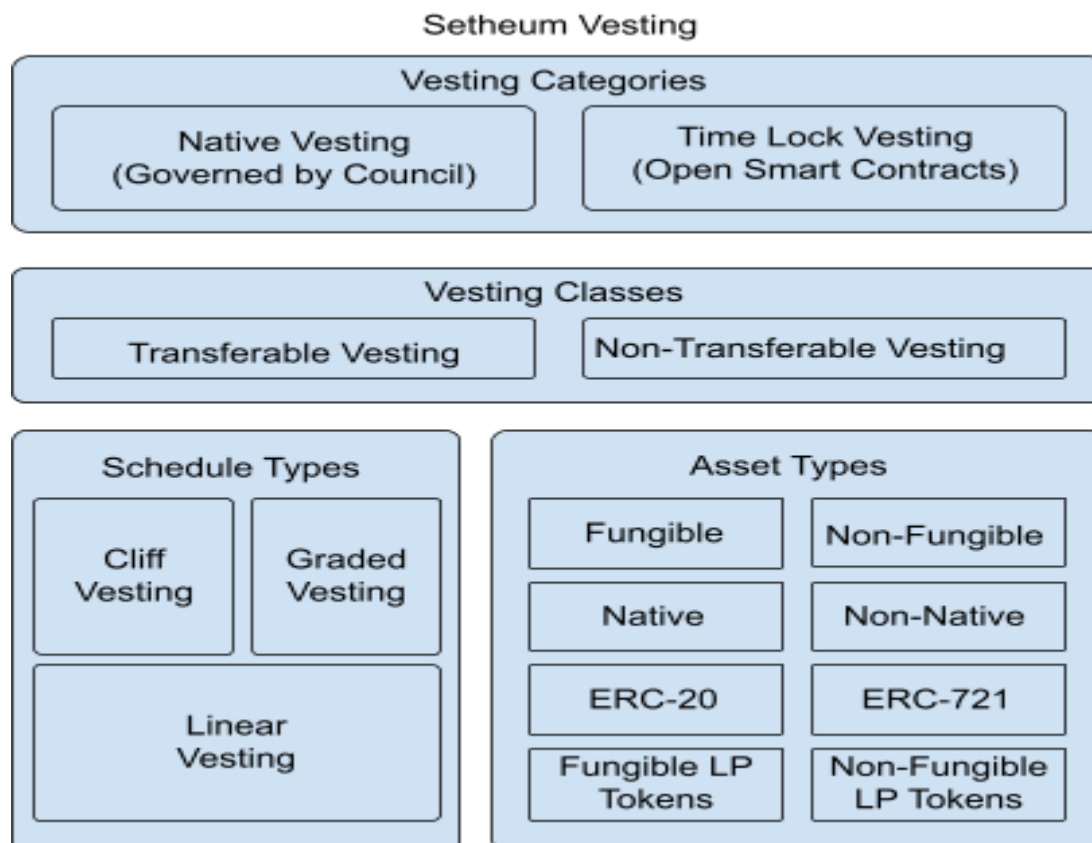 Setheum Vesting
Vesting Categories
Native Vesting
(Governed by Council)
Time Lock Vesting
(Open Smart Contracts)
Vesting Classes
Transferable Vesting
Non-Transferable Vesting
Schedule Types
Cliff
Vesting
Graded
Vesting
Linear
Vesting
Asset Types
Fungible
Non-Fungible
Native
Non-Native
ERC-20
ERC-721
Fungible LP
Tokens
Non-Fungible
LP Tokens